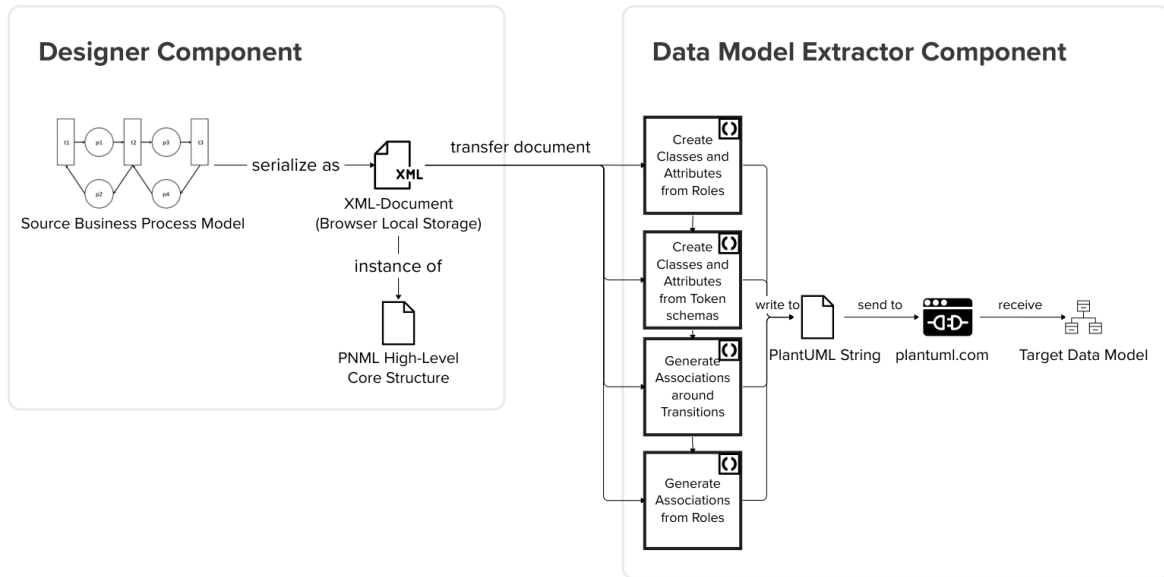 Designer Component
t1
p1
t2
p3
t3
p2
p4
Source Business Process Model
serialize as
XML
XML-Document
(Browser Local Storage)
instance of
PNML High-Level
Core Structure
transfer document
Data Model Extractor Component
Create
Classes and
Attributes
from Roles
Create
Classes and
Attributes
from Token
schemas
Generate
Associations
around
Transitions
Generate
Associations
from Roles
write to
PlantUML String
send to
plantuml.com
receive
Target Data Model